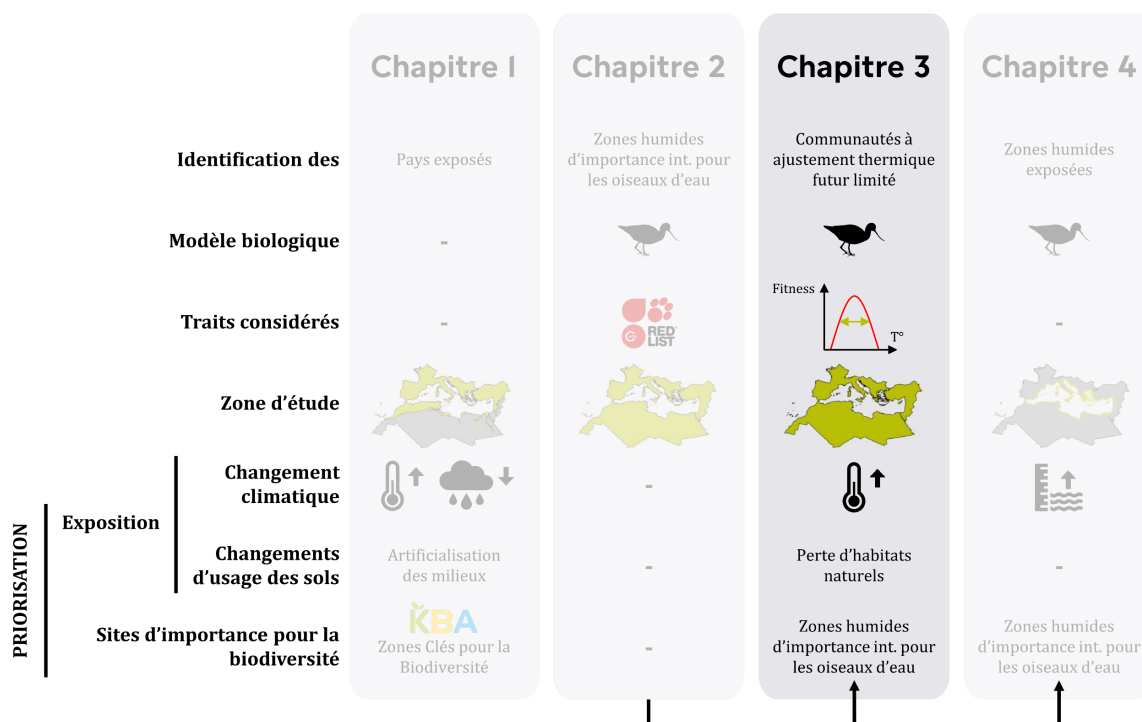 Chapitre 1
Chapitre 2
Chapitre 3
Chapitre 4
Identification des
Pays exposés
Zones humides
d'importance int. pour
les oiseaux d'eau
Communautés à
ajustement thermique
futur limité
Zones humides
exposées
Modèle biologique
-
Traits considérés
-
RED
LIST
Fitness
T°
-
Zone d'étude
PRIORISATION
Exposition
Changement
climatique
-
Changements
d'usage des sols
Artificialisation
des milieux
-
Perte d'habitats
naturels
-
Sites d'importance pour la
biodiversité
KBA
Zones Clés pour la
Biodiversité
-
Zones humides
d'importance int. pour
les oiseaux d'eau
Zones humides
d'importance int. pour
les oiseaux d'eau